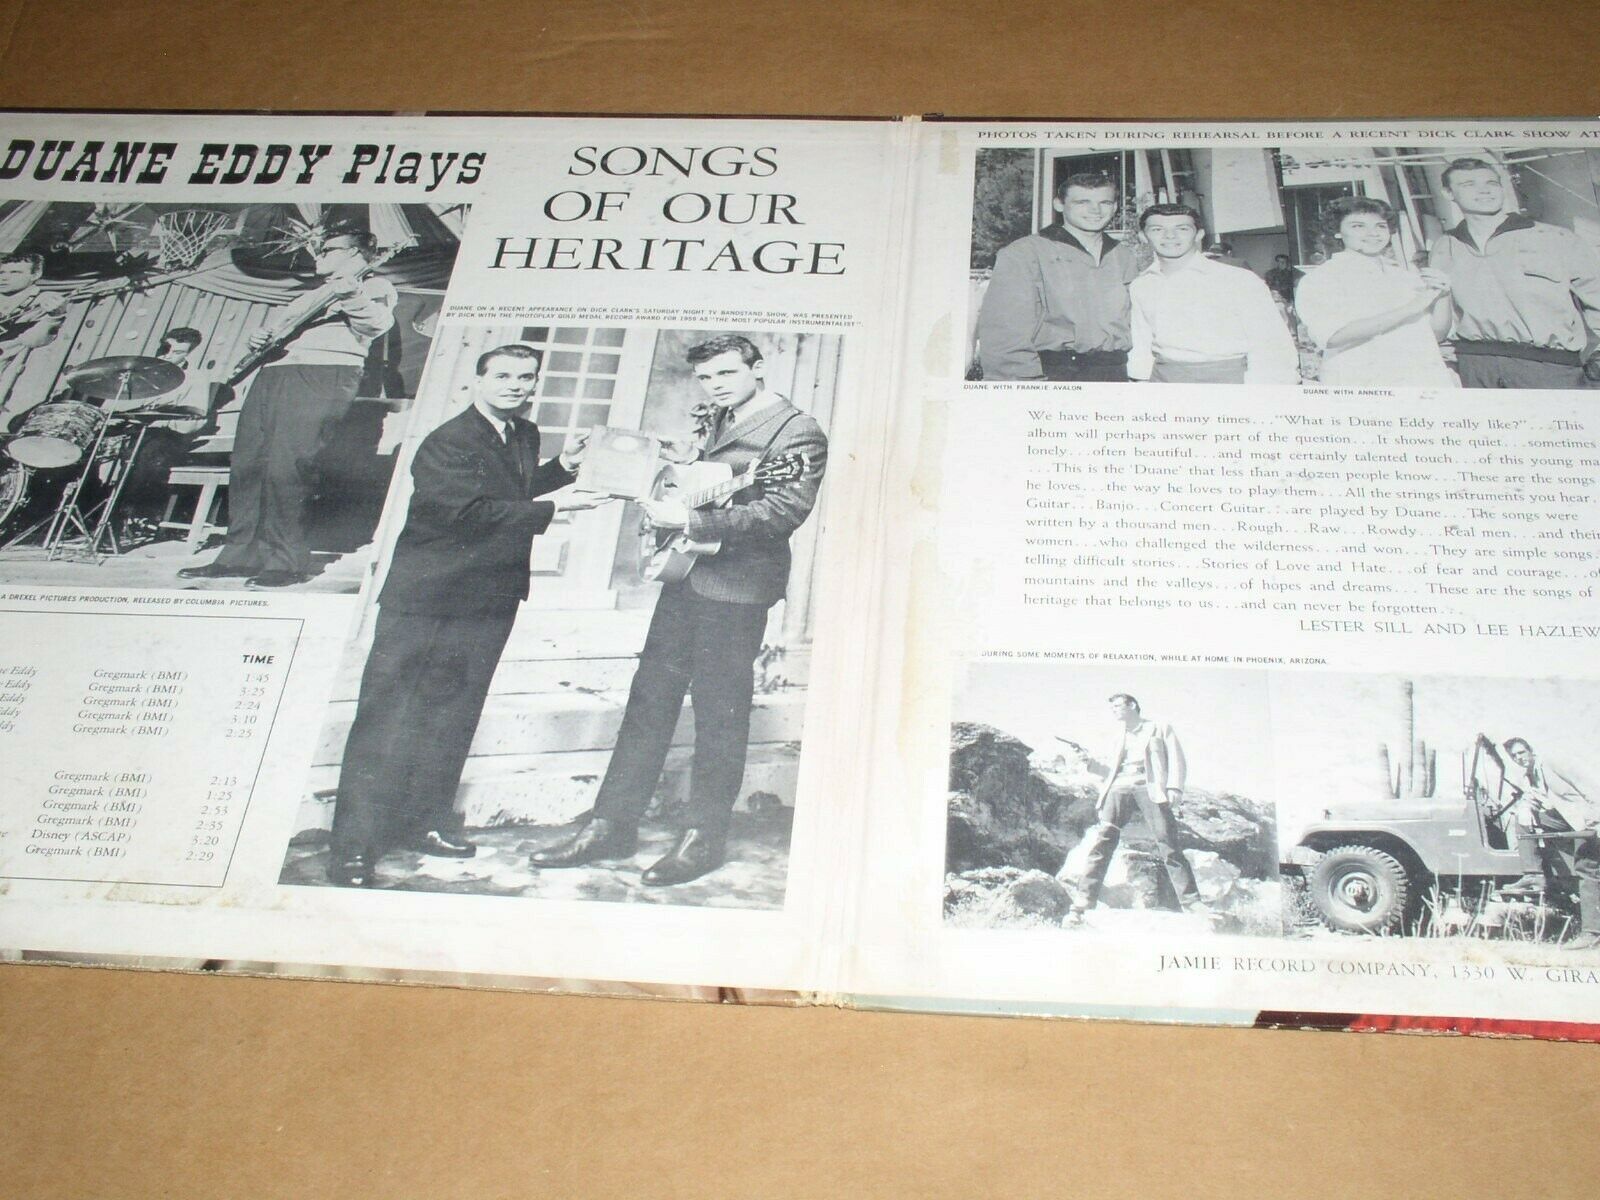 DUANE EDDY Plays
SONGS
OF OUR
HERITAGE
DUANE ON A RECENT APPEARANCE ON DICK CLARK'S SATURDAY NIGHT TV BANDSTAND SHOW, WAS PRESENTED
BY DICK WITH THE PHOTOPLAY GOLD MEDAL RECORD AWARD FOR 1959 AS "THE MOST POPULAR INSTRUMENTALIST".
A DREXEL PICTURES PRODUCTION, RELEASED BY COLUMBIA PICTURES.
TIME
Eddy Gregmark (BMI) 1:45
Eddy Gregmark (BMI) 3:25
Eddy Gregmark (BMI) 2:24
Eddy Gregmark (BMI) 3:10
Gregmark (BMI) 2:25
Gregmark (BMI) 2:13
Gregmark (BMI) 1:25
Gregmark (BMI) 2:53
Gregmark (BMI) 2:35
Disney (ASCAP) 3:20
Gregmark (BMI) 2:29
PHOTOS TAKEN DURING REHEARSAL BEFORE A RECENT DICK CLARK SHOW AT
DUANE WITH FRANKIE AVALON
DUANE WITH ANNETTE.
We have been asked many times... "What is Duane Eddy really like?"...This
album will perhaps answer part of the question...It shows the quiet...sometimes
lonely...often beautiful...and most certainly talented touch...of this young ma
...This is the 'Duane' that less than a dozen people know...These are the songs
he loves...the way he loves to play them...All the strings instruments you hear
Guitar...Banjo...Concert Guitar...are played by Duane...The songs were
written by a thousand men...Rough...Raw...Rowdy...Real men...and their
women...who challenged the wilderness...and won...They are simple songs
telling difficult stories...Stories of Love and Hate...of fear and courage...of
mountains and the valleys...of hopes and dreams... These are the songs of
heritage that belongs to us...and can never be forgotten...
LESTER SILL AND LEE HAZLEW
DURING SOME MOMENTS OF RELAXATION, WHILE AT HOME IN PHOENIX, ARIZONA.
JAMIE RECORD COMPANY, 1330 W. GIRA